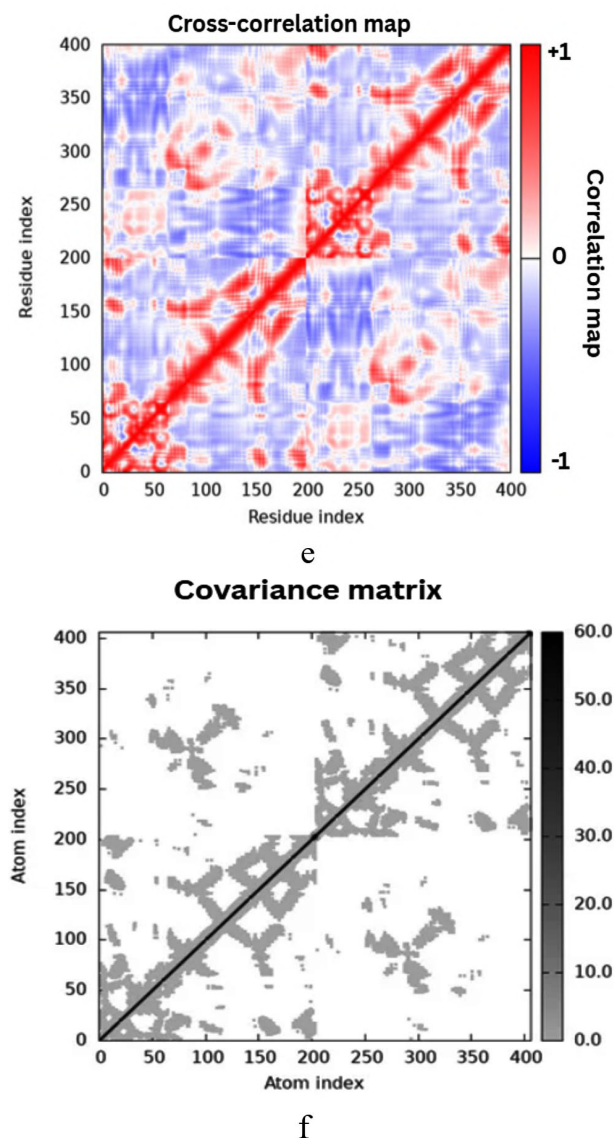 Cross-correlation map
400
350
300
250
200
150
100
50
0
0 50 100 150 200 250 300 350 400
Residue index
Residue index
+1
0
-1
Correlation map
e
Covariance matrix
400
350
300
250
200
150
100
50
0
0 50 100 150 200 250 300 350 400
Atom index
Atom index
60.0
50.0
40.0
30.0
20.0
10.0
0.0
f